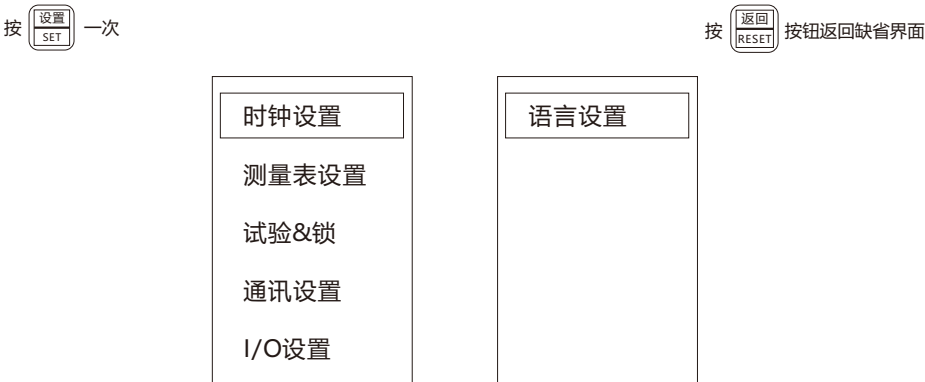 按 设置 SET 一次
按 返回 RESET 按钮返回缺省界面
时钟设置
测量表设置
试验&锁
通讯设置
I/O设置
语言设置